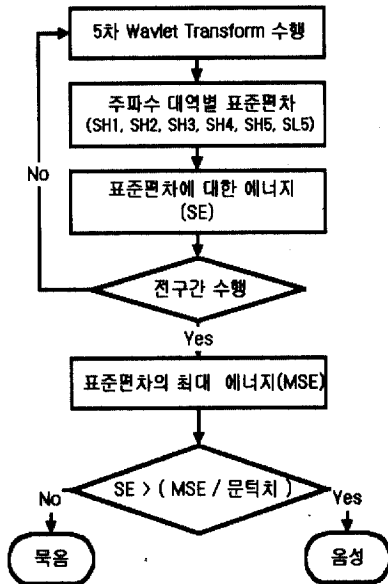 5차 Wavlet Transform 수행
주파수 대역별 표준편차
(SH1, SH2, SH3, SH4, SH5, SL5)
No
표준편차에 대한 에너지
(SE)
전구간 수행
Yes
표준편차의 최대 에너지(MSE)
SE > ( MSE / 문턱치 )
No
Yes
묵음
음성